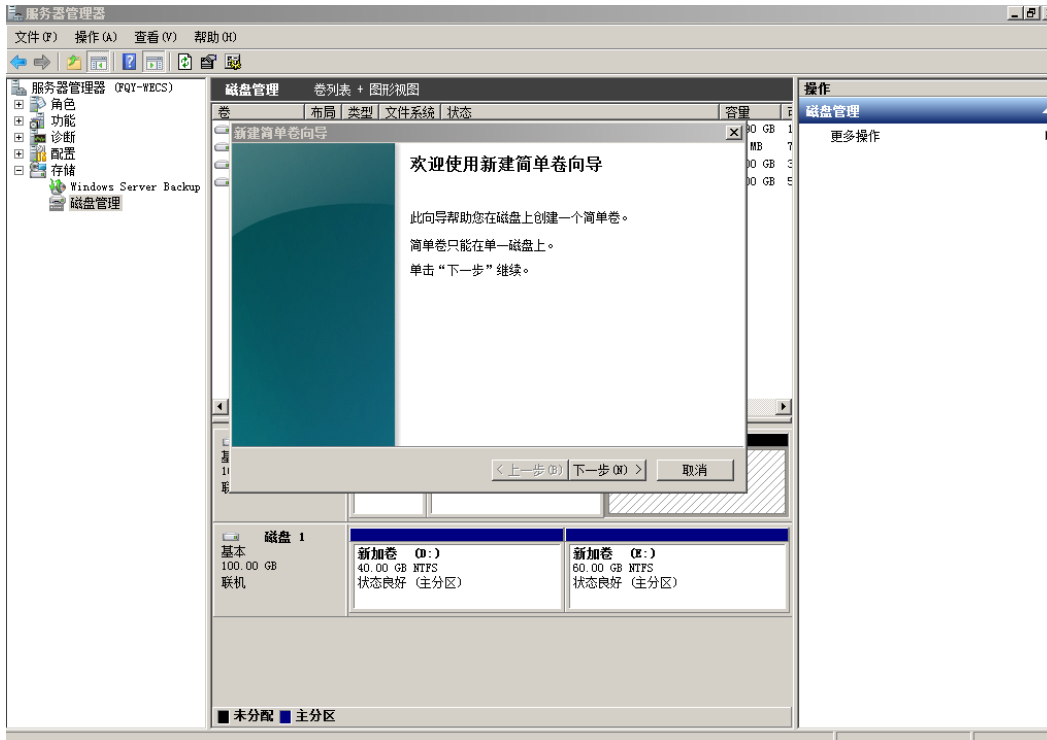 服务器管理器
文件(F) 操作(A) 查看(V) 帮助(H)
服务器管理器 (FQY-WECS)
角色
功能
诊断
配置
存储
Windows Server Backup
磁盘管理
磁盘管理 卷列表 + 图形视图
卷 布局 类型 文件系统 状态 容量
新建简单卷向导
GB 1
MB 7
GB 3
GB 5
欢迎使用新建简单卷向导
此向导帮助您在磁盘上创建一个简单卷。
简单卷只能在单一磁盘上。
单击“下一步”继续。
< 上一步(B) 下一步(N) > 取消
磁盘 1
基本
100.00 GB
联机
新加卷 (D:)
40.00 GB NTFS
状态良好 (主分区)
新加卷 (E:)
60.00 GB NTFS
状态良好 (主分区)
未分配 主分区
操作
磁盘管理
更多操作